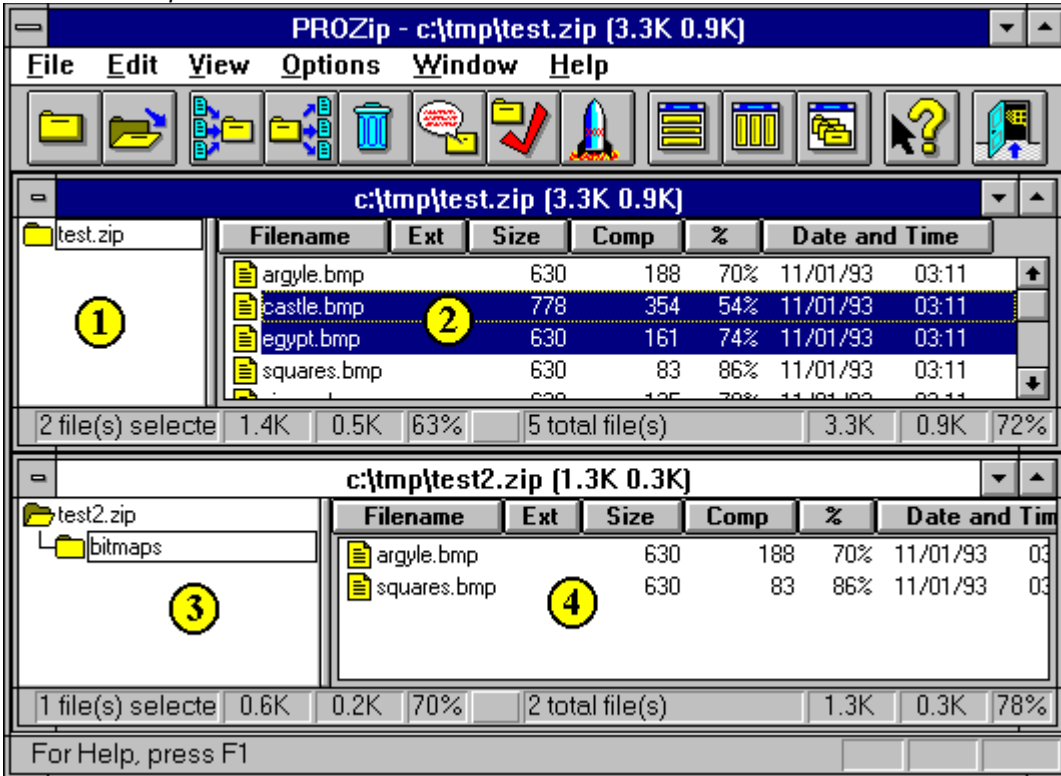 PROZip - c:\tmp\test.zip (3.3K 0.9K)
File Edit View Options Window Help
c:\tmp\test.zip (3.3K 0.9K)
test.zip Filename Ext Size Comp % Date and Time
argyle.bmp 630 188 70% 11/01/93 03:11
1 castle.bmp 2 778 354 54% 11/01/93 03:11
egypt.bmp 630 161 74% 11/01/93 03:11
squares.bmp 630 83 86% 11/01/93 03:11
2 file(s) selecte 1.4K 0.5K 63% 5 total file(s) 3.3K 0.9K 72%
c:\tmp\test2.zip (1.3K 0.3K)
test2.zip Filename Ext Size Comp % Date and Tim
bitmaps argyle.bmp 630 188 70% 11/01/93 03
3 squares.bmp 4 630 83 86% 11/01/93 03
1 file(s) selecte 0.6K 0.2K 70% 2 total file(s) 1.3K 0.3K 78%
For Help, press F1